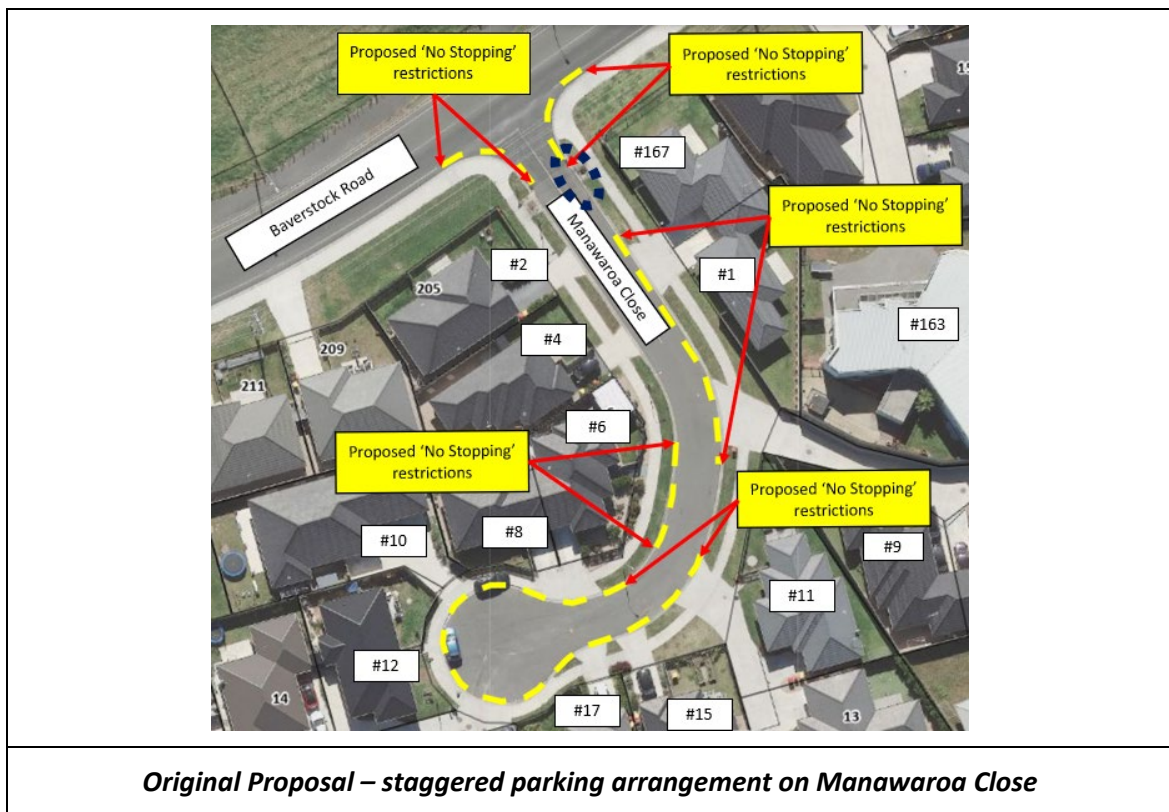 Proposed ‘No Stopping’
restrictions
Proposed ‘No Stopping’
restrictions
#167
Baverstock Road
Manawaroa Close
Proposed ‘No Stopping’
restrictions
#2
#1
205
#163
#4
209
211
#6
Proposed ‘No Stopping’
restrictions
Proposed ‘No Stopping’
restrictions
#10
#8
#9
#11
#12
14
#17
#15
13
Original Proposal – staggered parking arrangement on Manawaroa Close